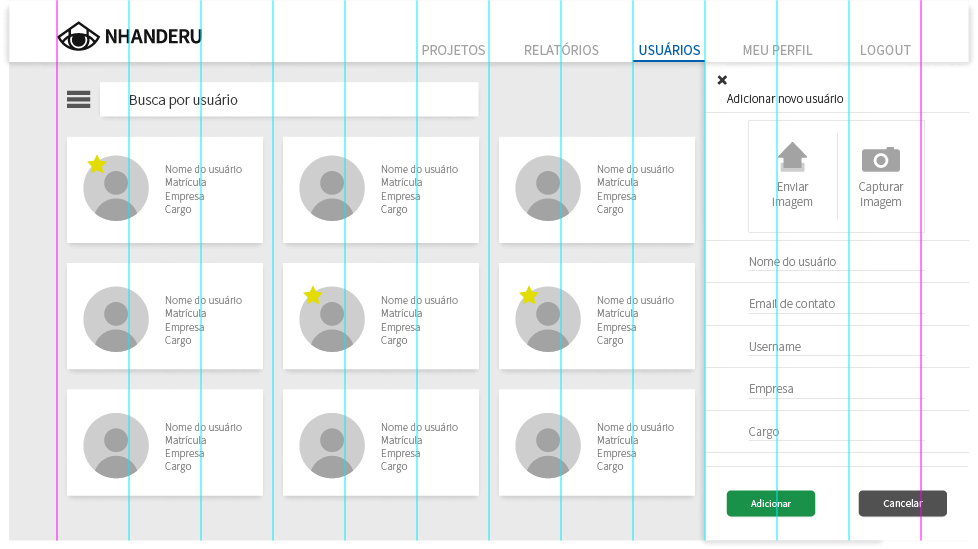 NHANDERU
PROJETOS RELATÓRIOS USUÁRIOS MEU PERFIL LOGOUT
Busca por usuário
Nome do usuário
Matrícula
Empresa
Cargo
Nome do usuário
Matrícula
Empresa
Cargo
Nome do usuário
Matrícula
Empresa
Cargo
Nome do usuário
Matrícula
Empresa
Cargo
Nome do usuário
Matrícula
Empresa
Cargo
Nome do usuário
Matrícula
Empresa
Cargo
Nome do usuário
Matrícula
Empresa
Cargo
Nome do usuário
Matrícula
Empresa
Cargo
Nome do usuário
Matrícula
Empresa
Cargo
Adicionar novo usuário
Enviar
imagem
Capturar
imagem
Nome do usuário
Email de contato
Username
Empresa
Cargo
Adicionar Cancelar